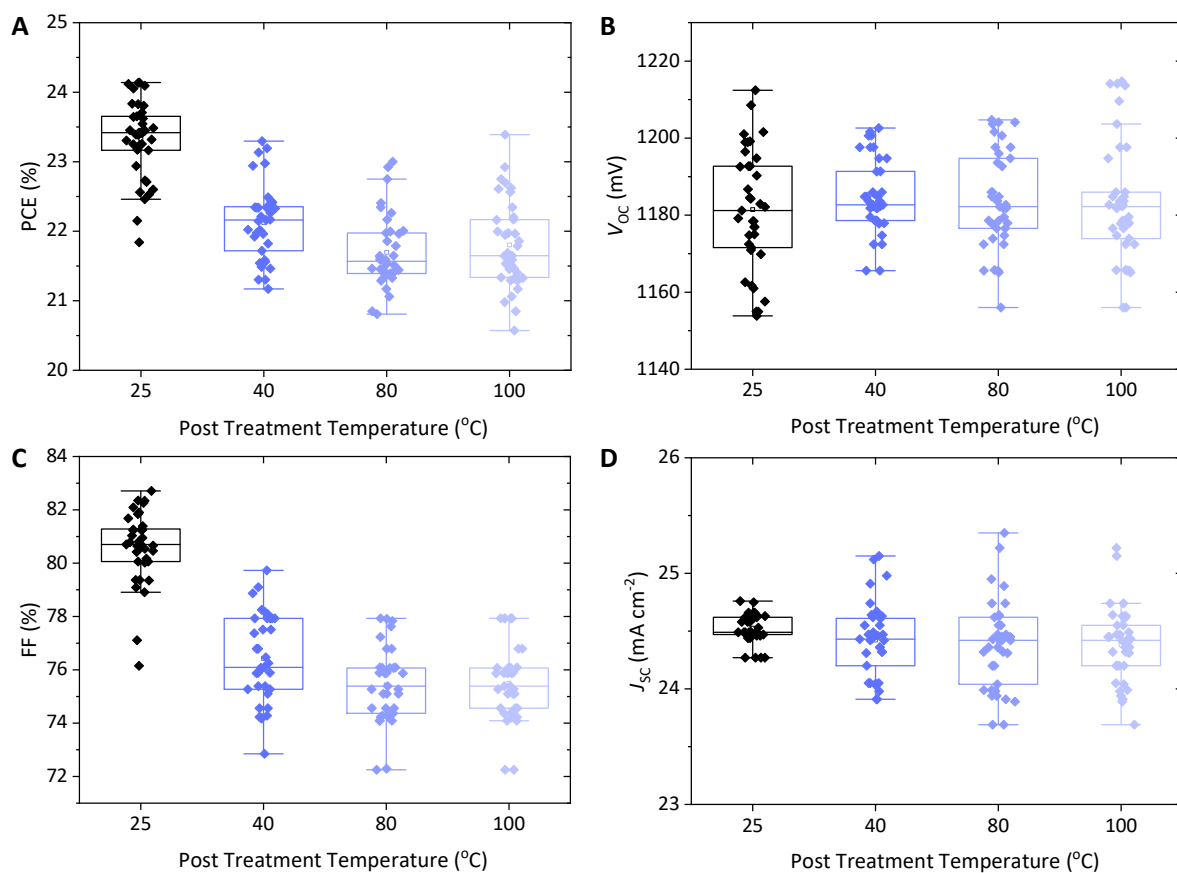 A
PCE (%)
25
24
23
22
21
20
25 40 80 100
Post Treatment Temperature (°C)
B
V_OC (mV)
1220
1200
1180
1160
1140
25 40 80 100
Post Treatment Temperature (°C)
C
FF (%)
84
82
80
78
76
74
72
25 40 80 100
Post Treatment Temperature (°C)
D
J_SC (mA cm⁻²)
26
25
24
23
25 40 80 100
Post Treatment Temperature (°C)